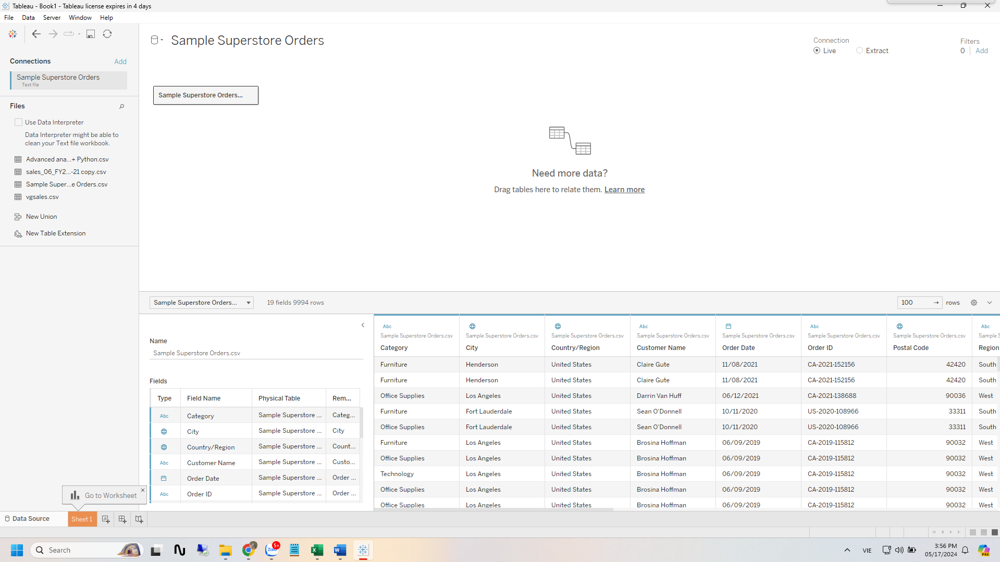 Tableau - Book1 - Tableau license expires in 4 days
File Data Server Window Help
Connections
Add
Sample Superstore Orders
Text file
Files
Use Data Interpreter
Data Interpreter might be able to
clean your Text file workbook.
Advanced ana...+ Python.csv
sales_06_FY2...-21 copy.csv
Sample Super...e Orders.csv
vgsales.csv
New Union
New Table Extension
Sample Superstore Orders
Connection
Live
Extract
Filters
0
Add
Sample Superstore Orders...
Need more data?
Drag tables here to relate them. Learn more
Sample Superstore Orders...
19 fields 9994 rows
100
rows
Name
Sample Superstore Orders.csv
Fields
Type Field Name Physical Table Rem...
Abc Category Sample Superstore ... Categ...
City Sample Superstore ... City
Country/Region Sample Superstore ... Count...
Abc Customer Name Sample Superstore ... Custo...
Order Date Sample Superstore ... Order ...
Abc Order ID Sample Superstore ... Order ...
Abc Abc Abc Abc
Sample Superstore Orders.csv Sample Superstore Orders.csv Sample Superstore Orders.csv Sample Superstore Orders.csv Sample Superstore Orders.csv Sample Superstore Orders.csv Sample Superstore Orders.csv Sample S
Category City Country/Region Customer Name Order Date Order ID Postal Code Region
Furniture Henderson United States Claire Gute 11/08/2021 CA-2021-152156 42420 South
Furniture Henderson United States Claire Gute 11/08/2021 CA-2021-152156 42420 South
Office Supplies Los Angeles United States Darrin Van Huff 06/12/2021 CA-2021-138688 90036 West
Furniture Fort Lauderdale United States Sean O'Donnell 10/11/2020 US-2020-108966 33311 South
Office Supplies Fort Lauderdale United States Sean O'Donnell 10/11/2020 US-2020-108966 33311 South
Furniture Los Angeles United States Brosina Hoffman 06/09/2019 CA-2019-115812 90032 West
Office Supplies Los Angeles United States Brosina Hoffman 06/09/2019 CA-2019-115812 90032 West
Technology Los Angeles United States Brosina Hoffman 06/09/2019 CA-2019-115812 90032 West
Office Supplies Los Angeles United States Brosina Hoffman 06/09/2019 CA-2019-115812 90032 West
Office Supplies Los Angeles United States Brosina Hoffman 06/09/2019 CA-2019-115812 90032 West
Go to Worksheet
Data Source
Sheet 1
Search
Zalo
5+
VIE
3:56 PM
05/17/2024
PRE